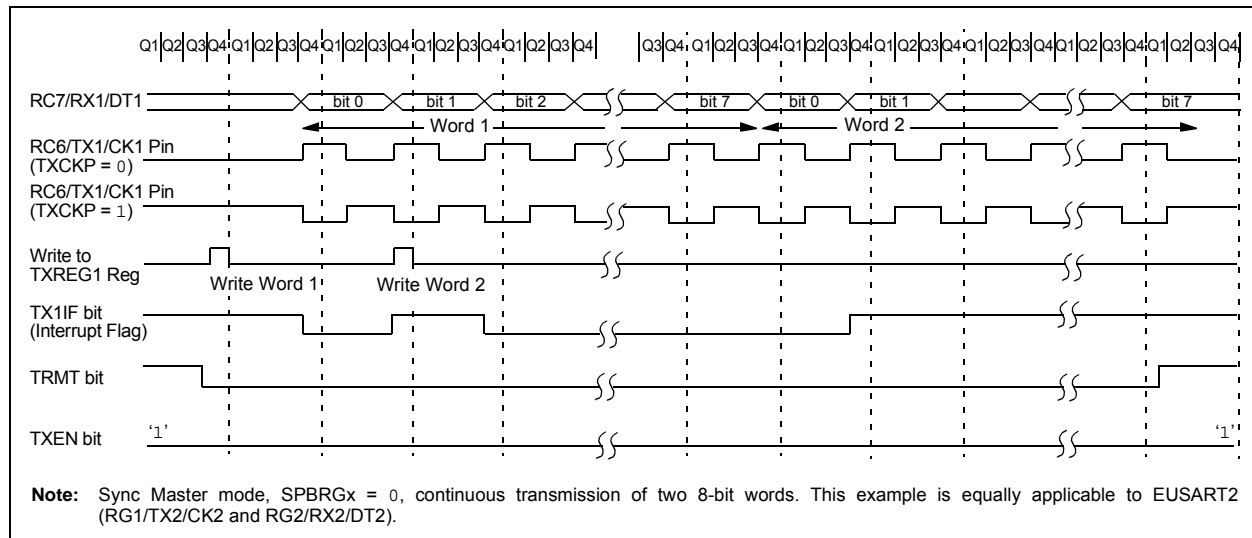 Q1 Q2 Q3 Q4 Q1 Q2 Q3 Q4 Q1 Q2 Q3 Q4 Q1 Q2 Q3 Q4 Q1 Q2 Q3 Q4 Q3 Q4 Q1 Q2 Q3 Q4 Q1 Q2 Q3 Q4 Q1 Q2 Q3 Q4 Q1 Q2 Q3 Q4 Q1 Q2 Q3 Q4 Q1 Q2 Q3 Q4
RC7/RX1/DT1 bit 0 bit 1 bit 2 bit 7 bit 0 bit 1 bit 7
Word 1 Word 2
RC6/TX1/CK1 Pin
(TXCKP = 0)
RC6/TX1/CK1 Pin
(TXCKP = 1)
Write to
TXREG1 Reg
Write Word 1 Write Word 2
TX1IF bit
(Interrupt Flag)
TRMT bit
TXEN bit '1' '1'
Note: Sync Master mode, SPBRGx = 0, continuous transmission of two 8-bit words. This example is equally applicable to EUSART2
(RG1/TX2/CK2 and RG2/RX2/DT2).